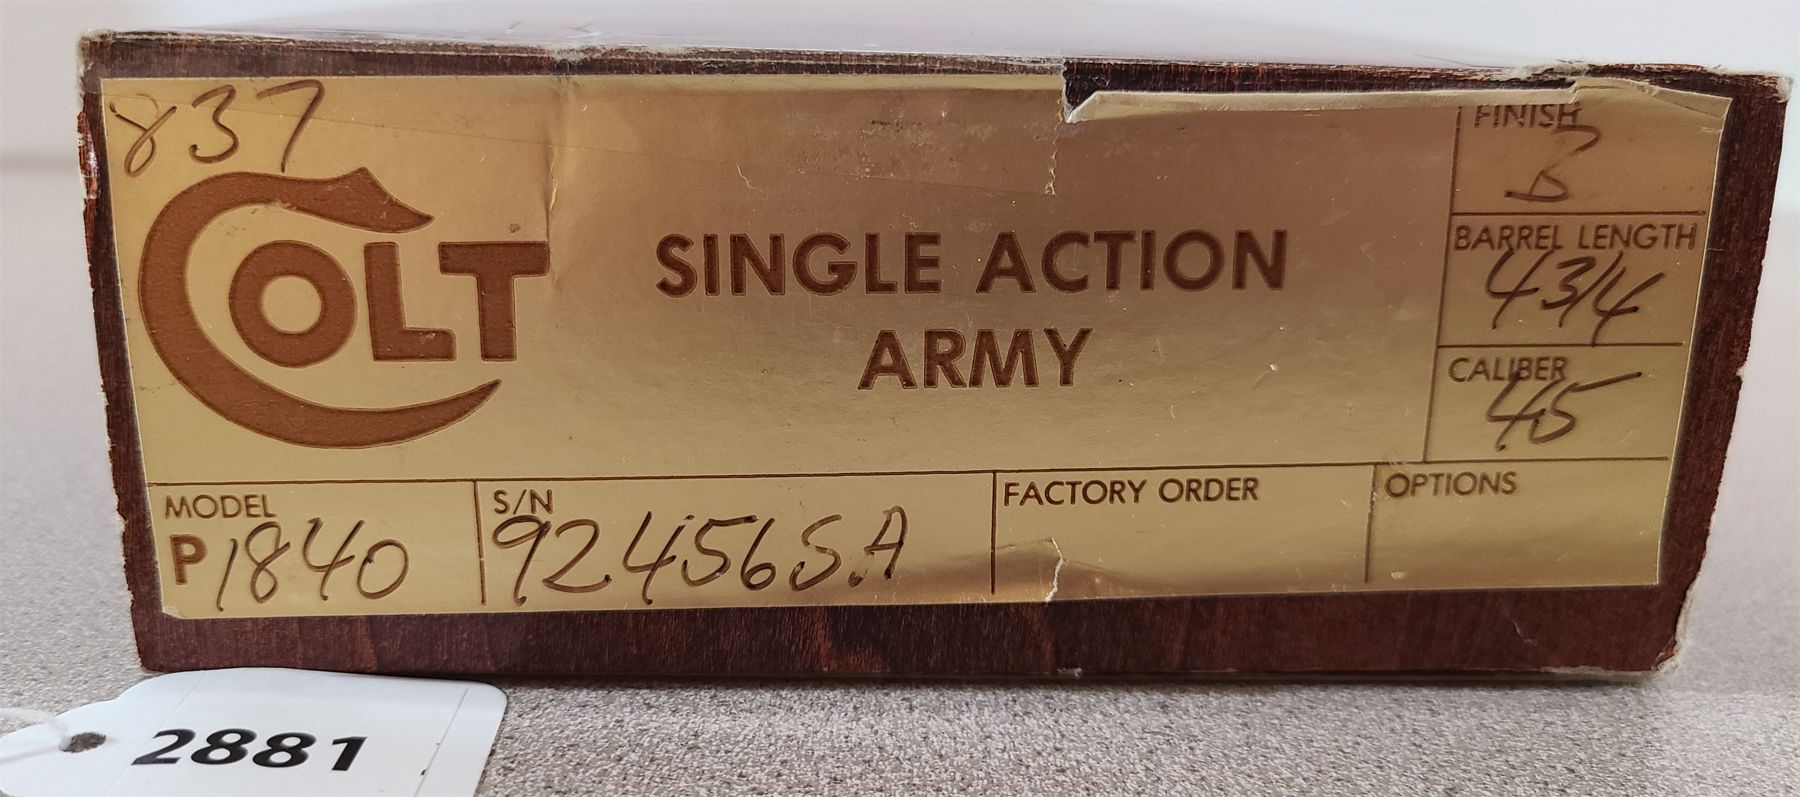 837
COLT
SINGLE ACTION
ARMY
FINISH
B
BARREL LENGTH
43/4
CALIBER
45
MODEL
P1840
S/N
92456SA
FACTORY ORDER
OPTIONS
2881